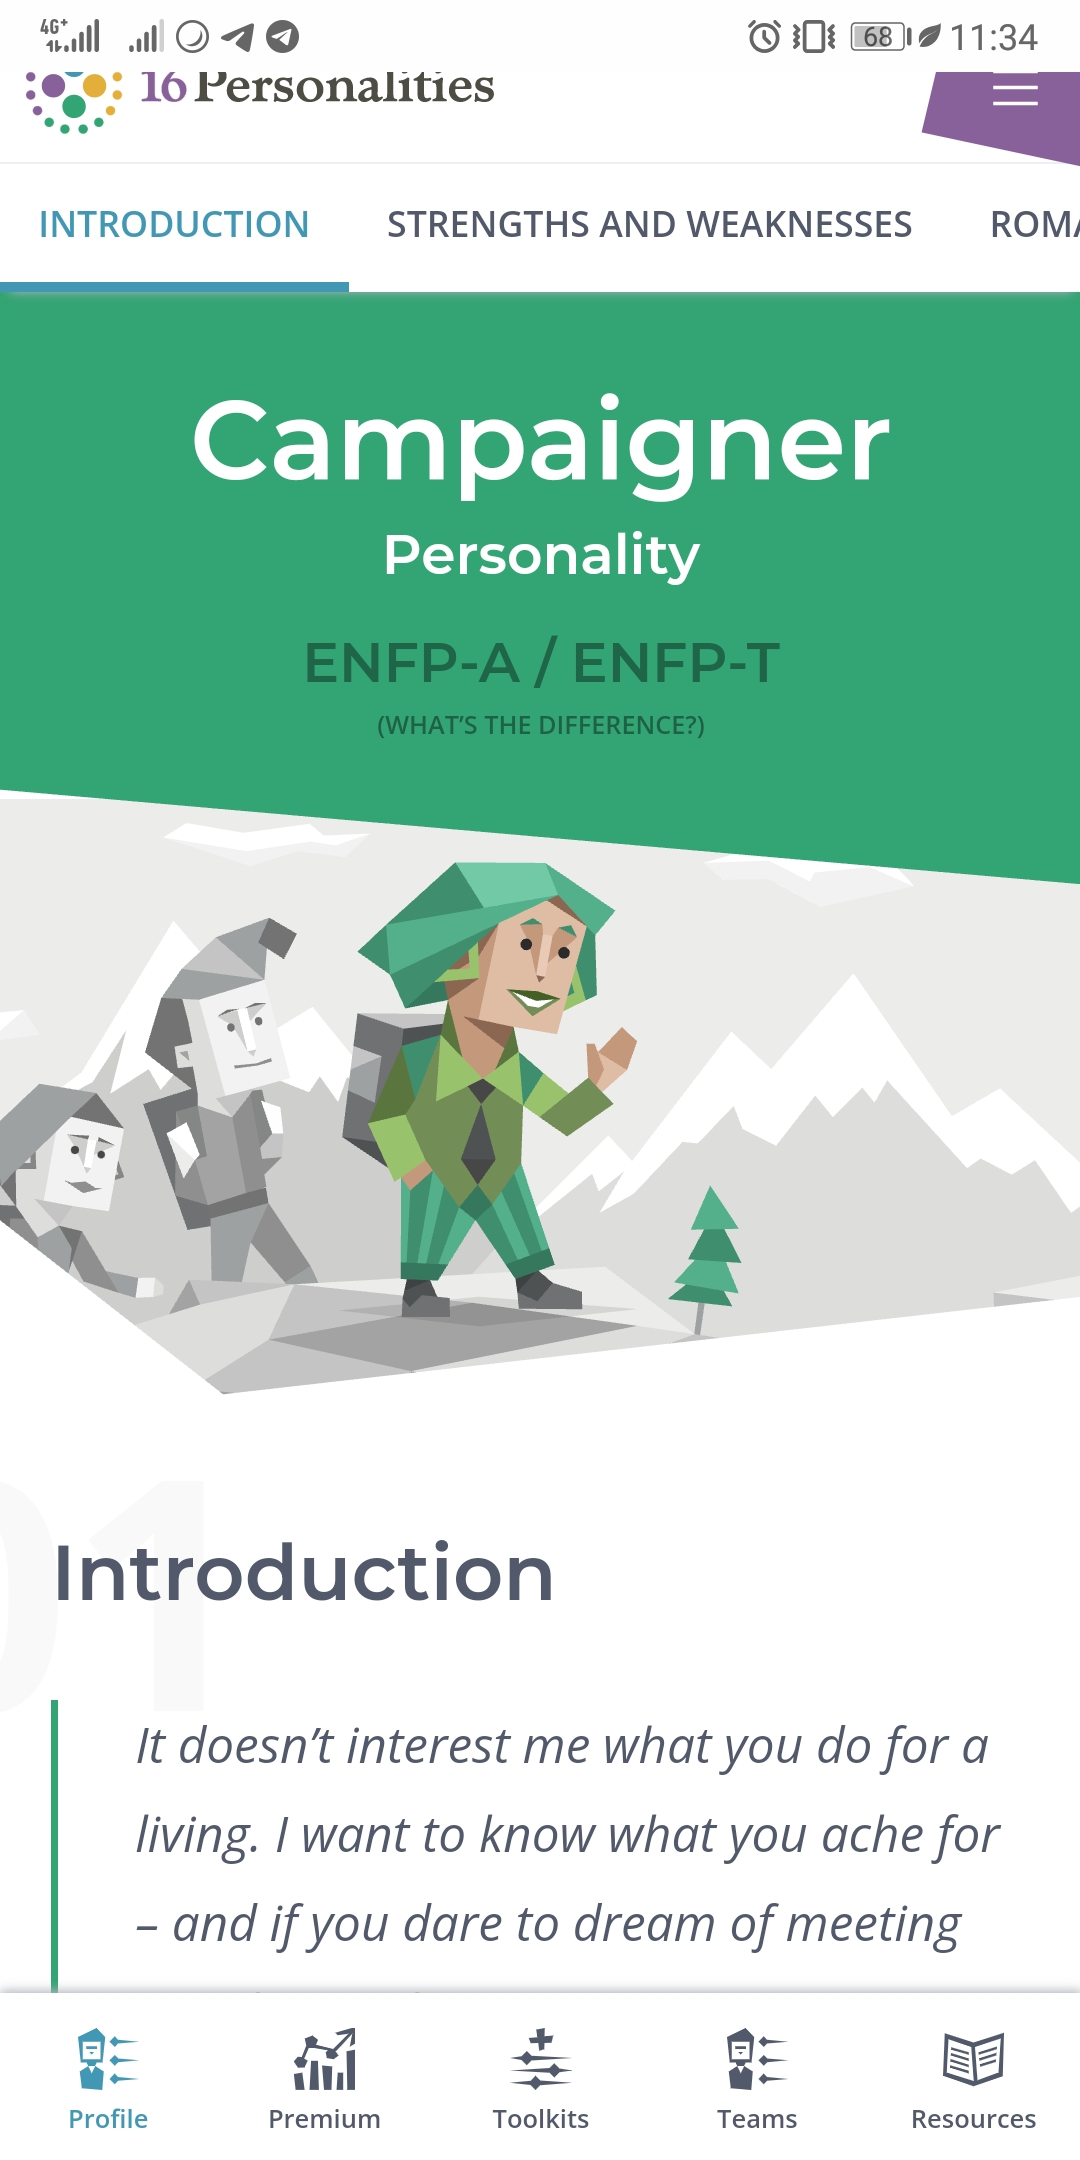 4G+ 68 11:34
16 Personalities
INTRODUCTION STRENGTHS AND WEAKNESSES ROMA
Campaigner
Personality
ENFP-A / ENFP-T
(WHAT'S THE DIFFERENCE?)
01
Introduction
It doesn’t interest me what you do for a
living. I want to know what you ache for
– and if you dare to dream of meeting
Profile Premium Toolkits Teams Resources